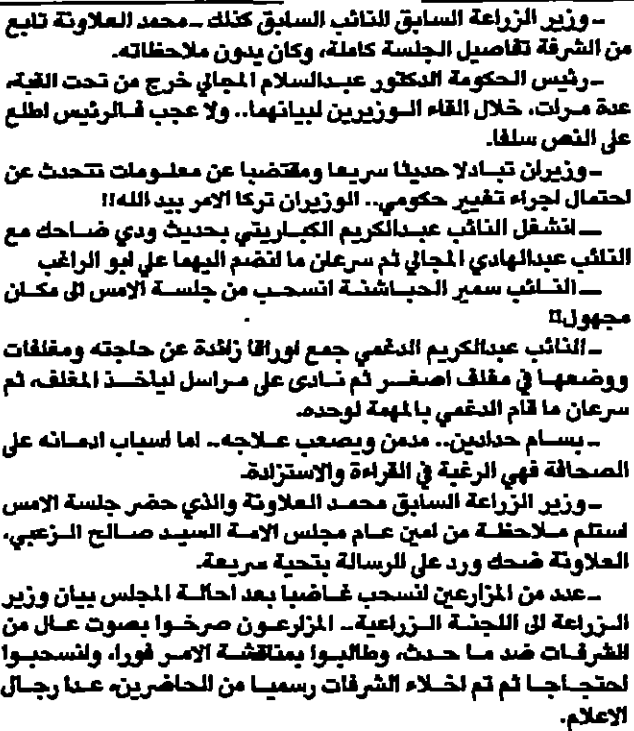 ـ وزير الزراعة السابق النائب السابق كذلك ـ محمد العلاونة تابع
من الشرفة تفاصيل الجلسة كاملة، وكان يدون ملاحظاته.
ـ رئيس الحكومة الدكتور عبدالسلام المجالي خرج من تحت القبة،
عدة مرات، خلال القاء الوزيرين لبيانهما.. ولا عجب فالرئيس اطلع
على النص سلفا.
ـ وزيران تبادلا حديثا سريعا ومقتضبا عن معلومات تتحدث عن
احتمال اجراء تغيير حكومي.. الوزيران تركا الامر بيد الله!!
ـ انشغل النائب عبدالكريم الكباريتي بحديث ودي ضاحك مع
النائب عبدالهادي المجالي ثم سرعان ما انضم اليهما علي ابو الراغب
ـ النائب سمير الحباشنة انسحب من جلسة الامس الى مكان
مجهول!!
ـ النائب عبدالكريم الدغمي جمع اوراقا زائدة عن حاجته ومغلفات
ووضعها في مغلف اصغر ثم نادى على مراسل ليأخذ المغلف، ثم
سرعان ما قام الدغمي بالمهمة لوحده.
ـ بسام حدادين.. مدمن ويصعب علاجه.. اما اسباب ادمانه على
الصحافة فهي الرغبة في القراءة والاستزادة.
ـ وزير الزراعة السابق محمد العلاونة والذي حضر جلسة الامس
استلم ملاحظة من امين عام مجلس الامة السيد صالح الزعبي،
العلاونة ضحك ورد على الرسالة بتحية سريعة.
ـ عدد من المزارعين انسحب غاضبا بعد احالة المجلس بيان وزير
الزراعة الى اللجنة الزراعية.. المزارعون صرخوا بصوت عال من
الشرفات ضد ما حدث، وطالبوا بمناقشة الامر فورا، وانسحبوا
احتجاجا ثم تم اخلاء الشرفات رسميا من الحاضرين، عدا رجال
الاعلام.